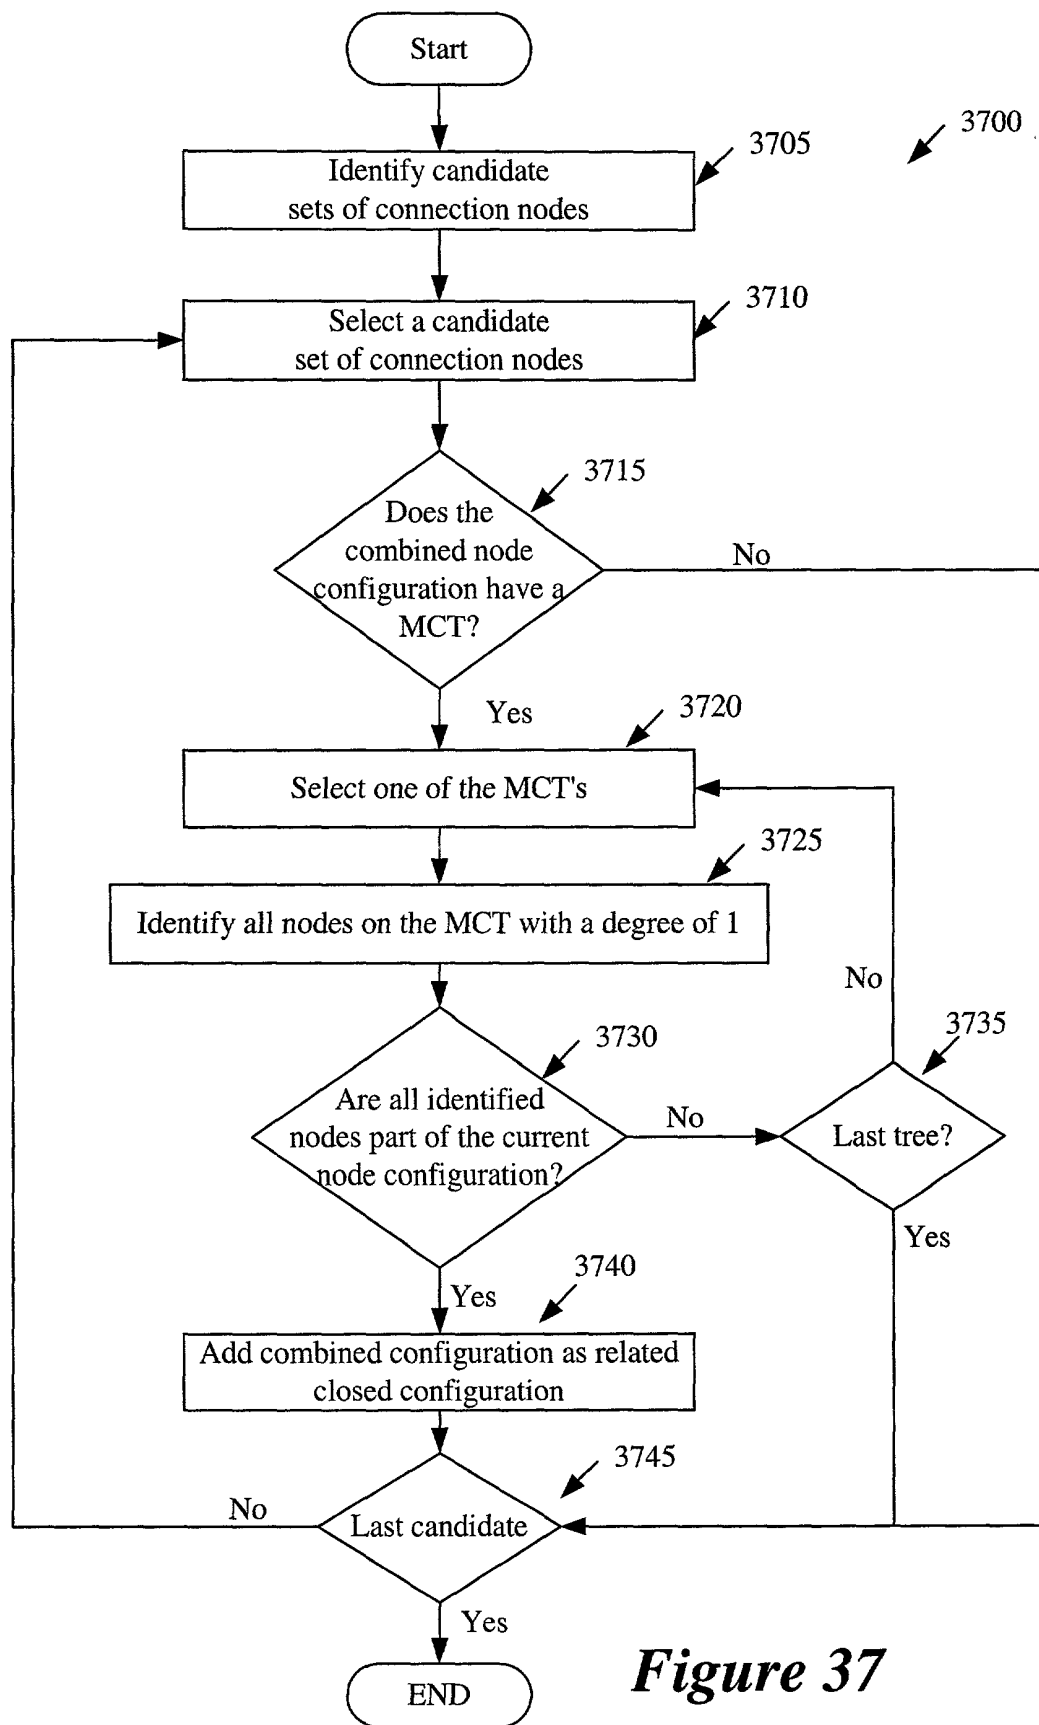 Start
3700
3705
Identify candidate
sets of connection nodes
3710
Select a candidate
set of connection nodes
3715
Does the
combined node
configuration have a
MCT?
No
Yes
3720
Select one of the MCT's
3725
Identify all nodes on the MCT with a degree of 1
No
3730
3735
Are all identified
nodes part of the current
node configuration?
No
Last tree?
Yes
Yes
3740
Add combined configuration as related
closed configuration
3745
No
Last candidate
Yes
END
Figure 37